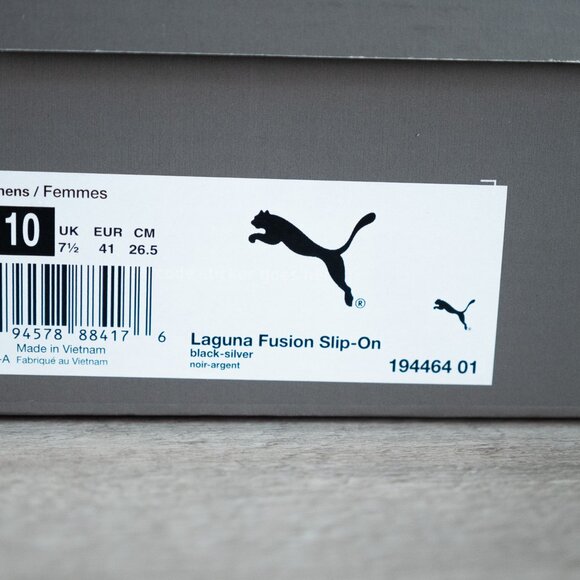 mens / Femmes
10
UK EUR CM
7½ 41 26.5
94578 88417 6
Made in Vietnam
-A Fabriqué au Vietnam
®
Laguna Fusion Slip-On
black-silver
noir-argent
194464 01